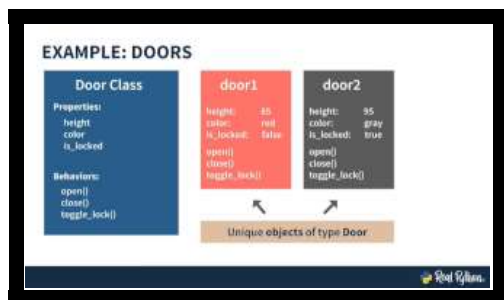 EXAMPLE: DOORS
Door Class
Properties:
height
color
is_locked
Behaviors:
open()
close()
toggle_lock()
door1
height: 85
color: red
is_locked: false
open()
close()
toggle_lock()
door2
height: 95
color: gray
is_locked: true
open()
close()
toggle_lock()
Unique objects of type Door
Real Python